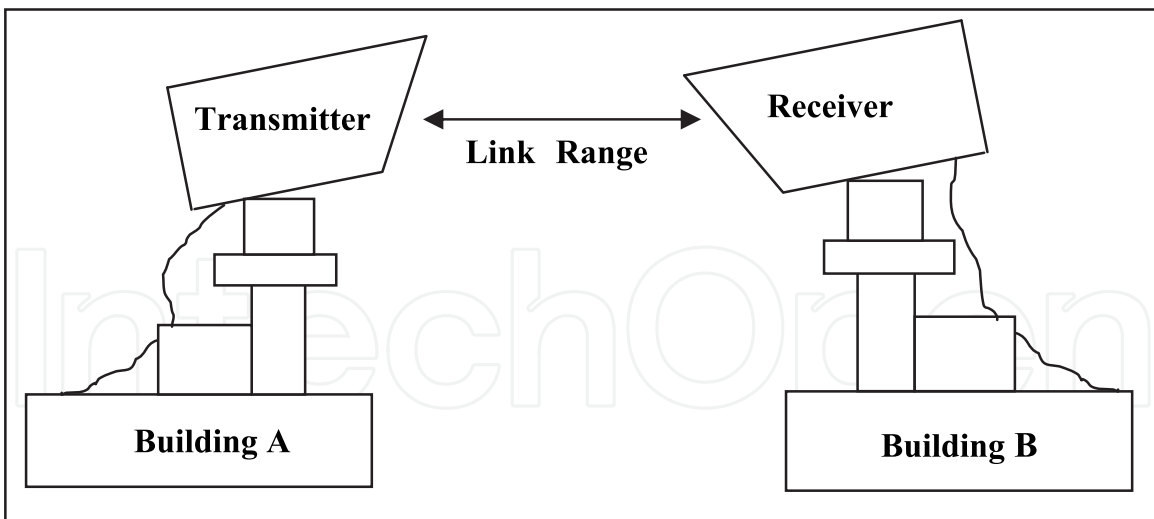 Transmitter
Receiver
Link Range
Building A
Building B
IntechOpen